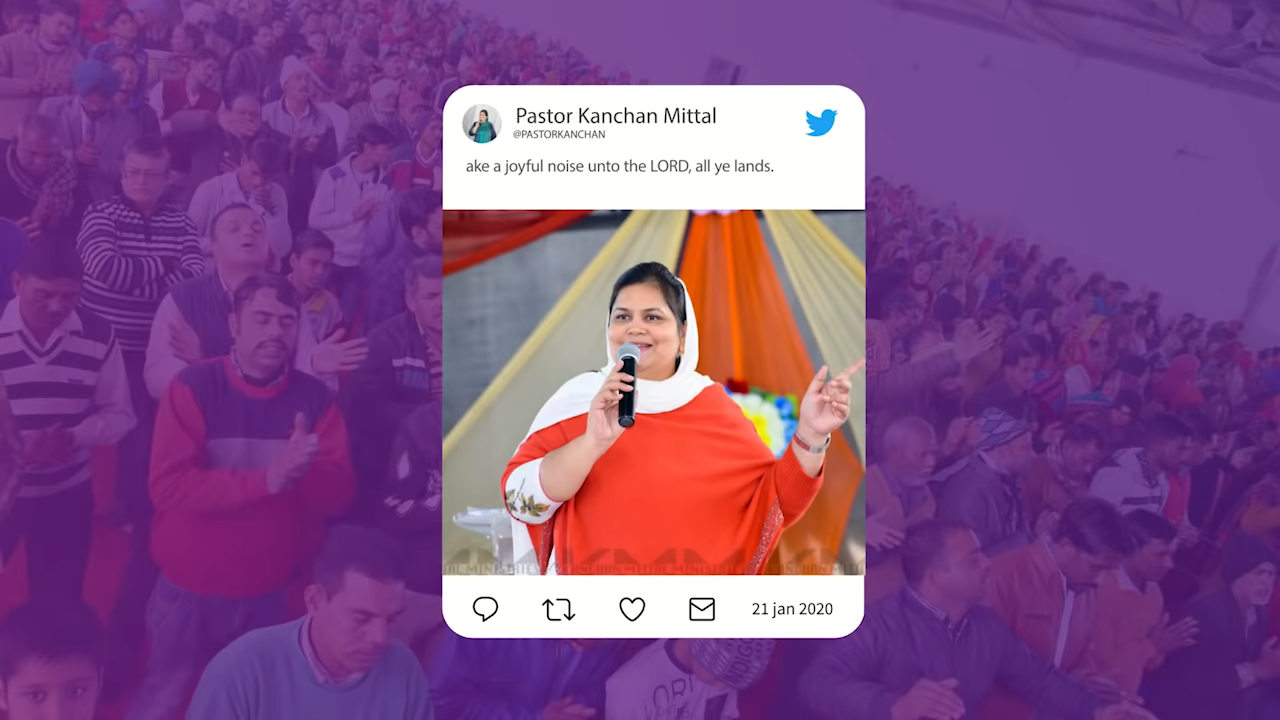 Pastor Kanchan Mittal
@PASTORKANCHAN
ake a joyful noise unto the LORD, all ye lands.
21 jan 2020